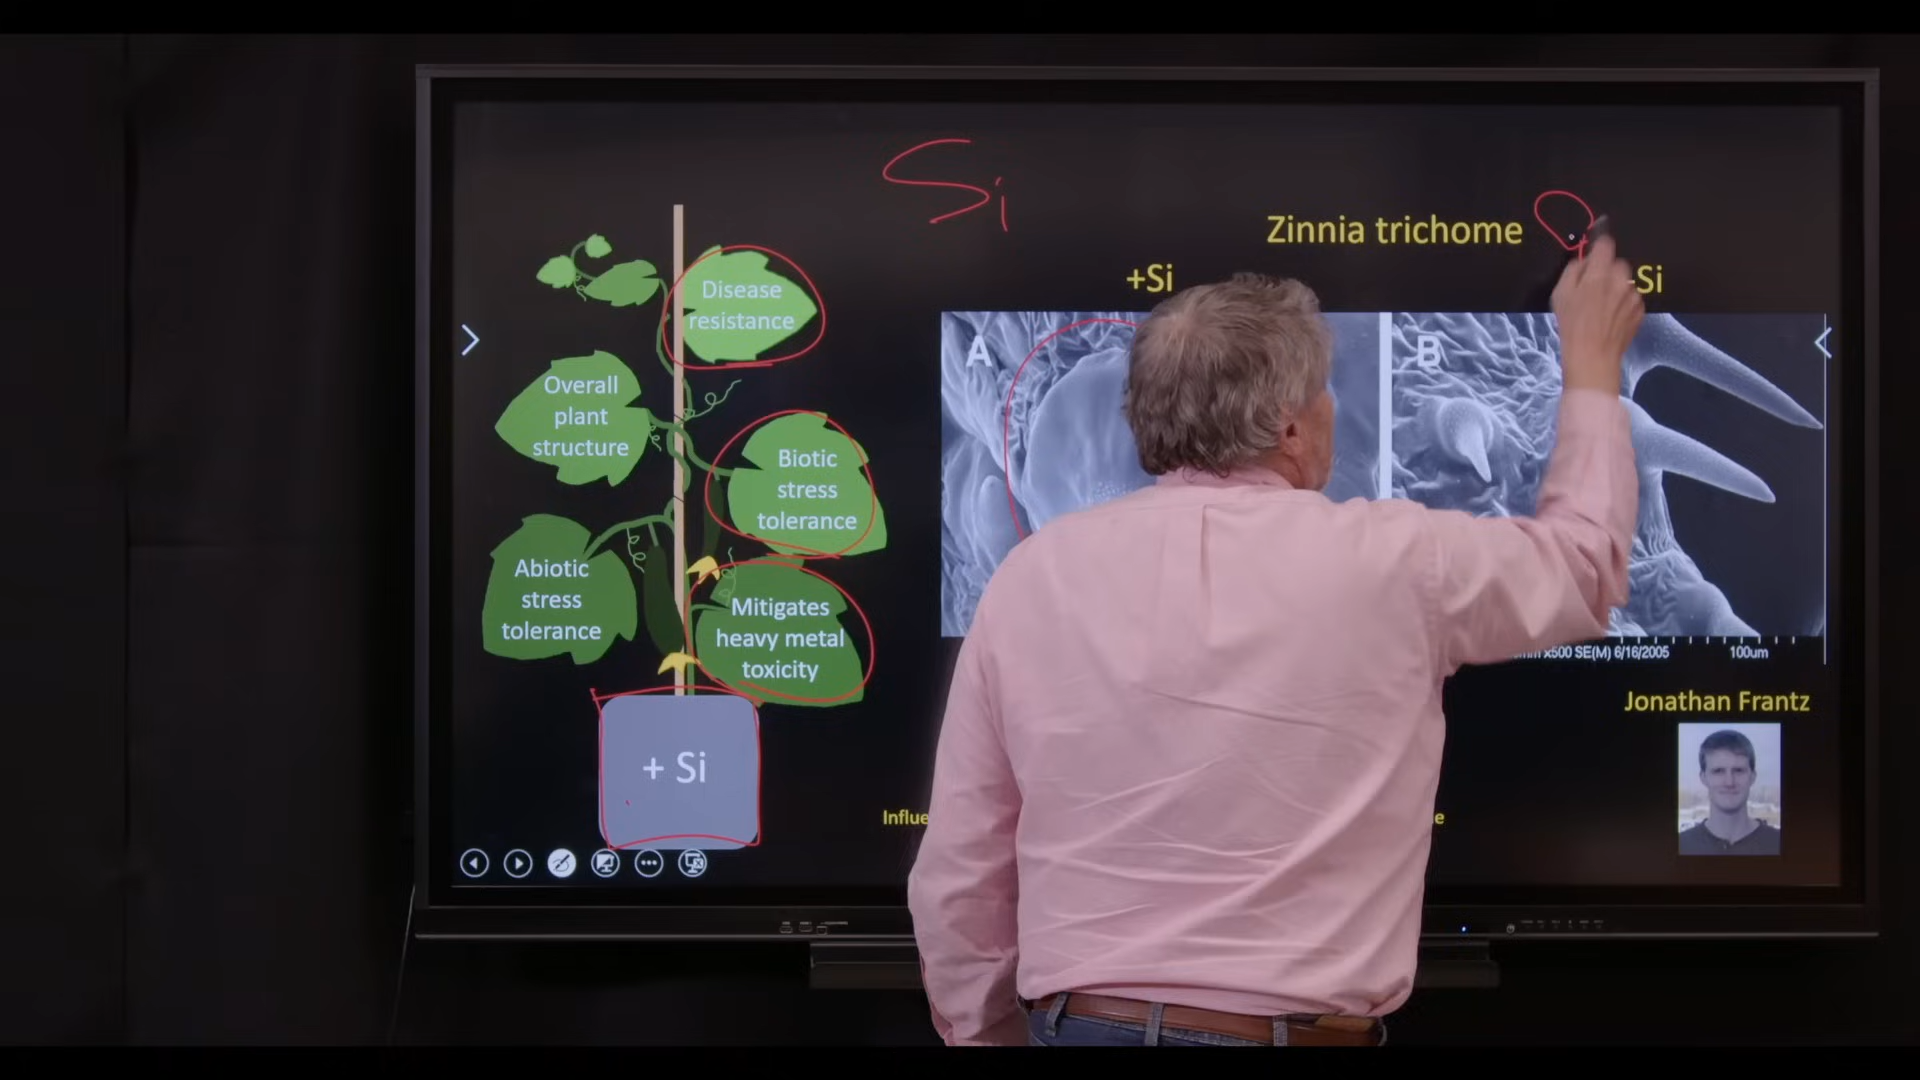 Si
Zinnia trichome
+Si
-Si
Disease
resistance
Overall
plant
structure
A
B
Biotic
stress
tolerance
Abiotic
stress
tolerance
Mitigates
heavy metal
toxicity
x500 SE(M) 6/16/2005
100um
Jonathan Frantz
+ Si